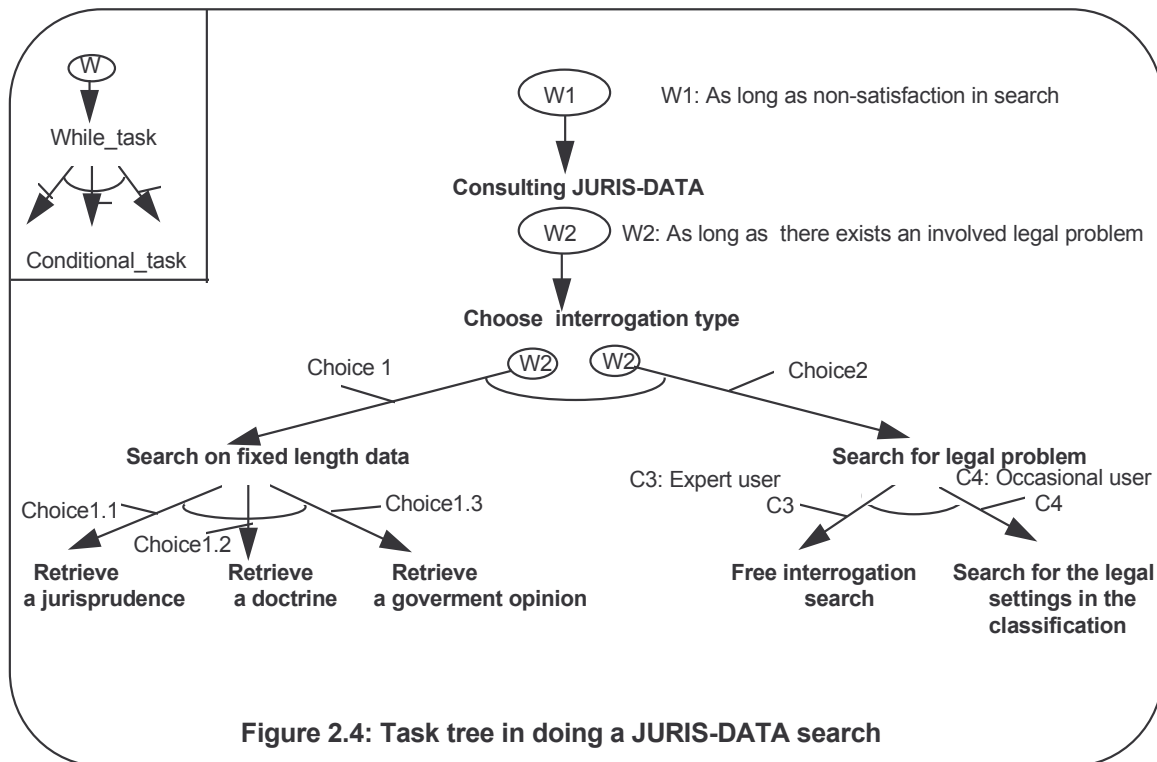 W
While_task
Conditional_task
W1
W1: As long as non-satisfaction in search
Consulting JURIS-DATA
W2
W2: As long as there exists an involved legal problem
Choose interrogation type
W2
W2
Choice 1
Choice2
Search on fixed length data
Search for legal problem
C3: Expert user
C4: Occasional user
C3
C4
Choice1.1
Choice1.2
Choice1.3
Retrieve
a jurisprudence
Retrieve
a doctrine
Retrieve
a goverment opinion
Free interrogation
search
Search for the legal
settings in the
classification
Figure 2.4: Task tree in doing a JURIS-DATA search